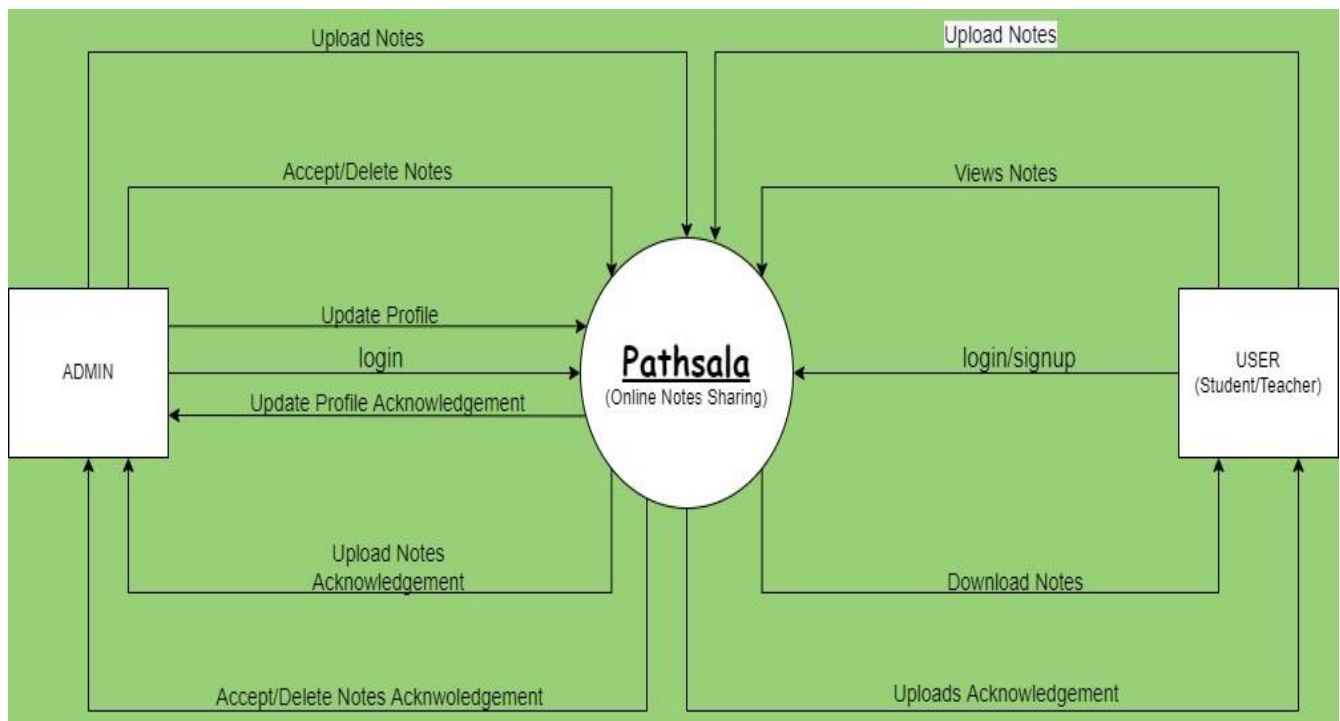 Upload Notes
Upload Notes
Accept/Delete Notes
Views Notes
Update Profile
login
Update Profile Acknowledgement
ADMIN
Pathsala
(Online Notes Sharing)
login/signup
USER
(Student/Teacher)
Upload Notes
Acknowledgement
Download Notes
Accept/Delete Notes Acknwoledgement
Uploads Acknowledgement